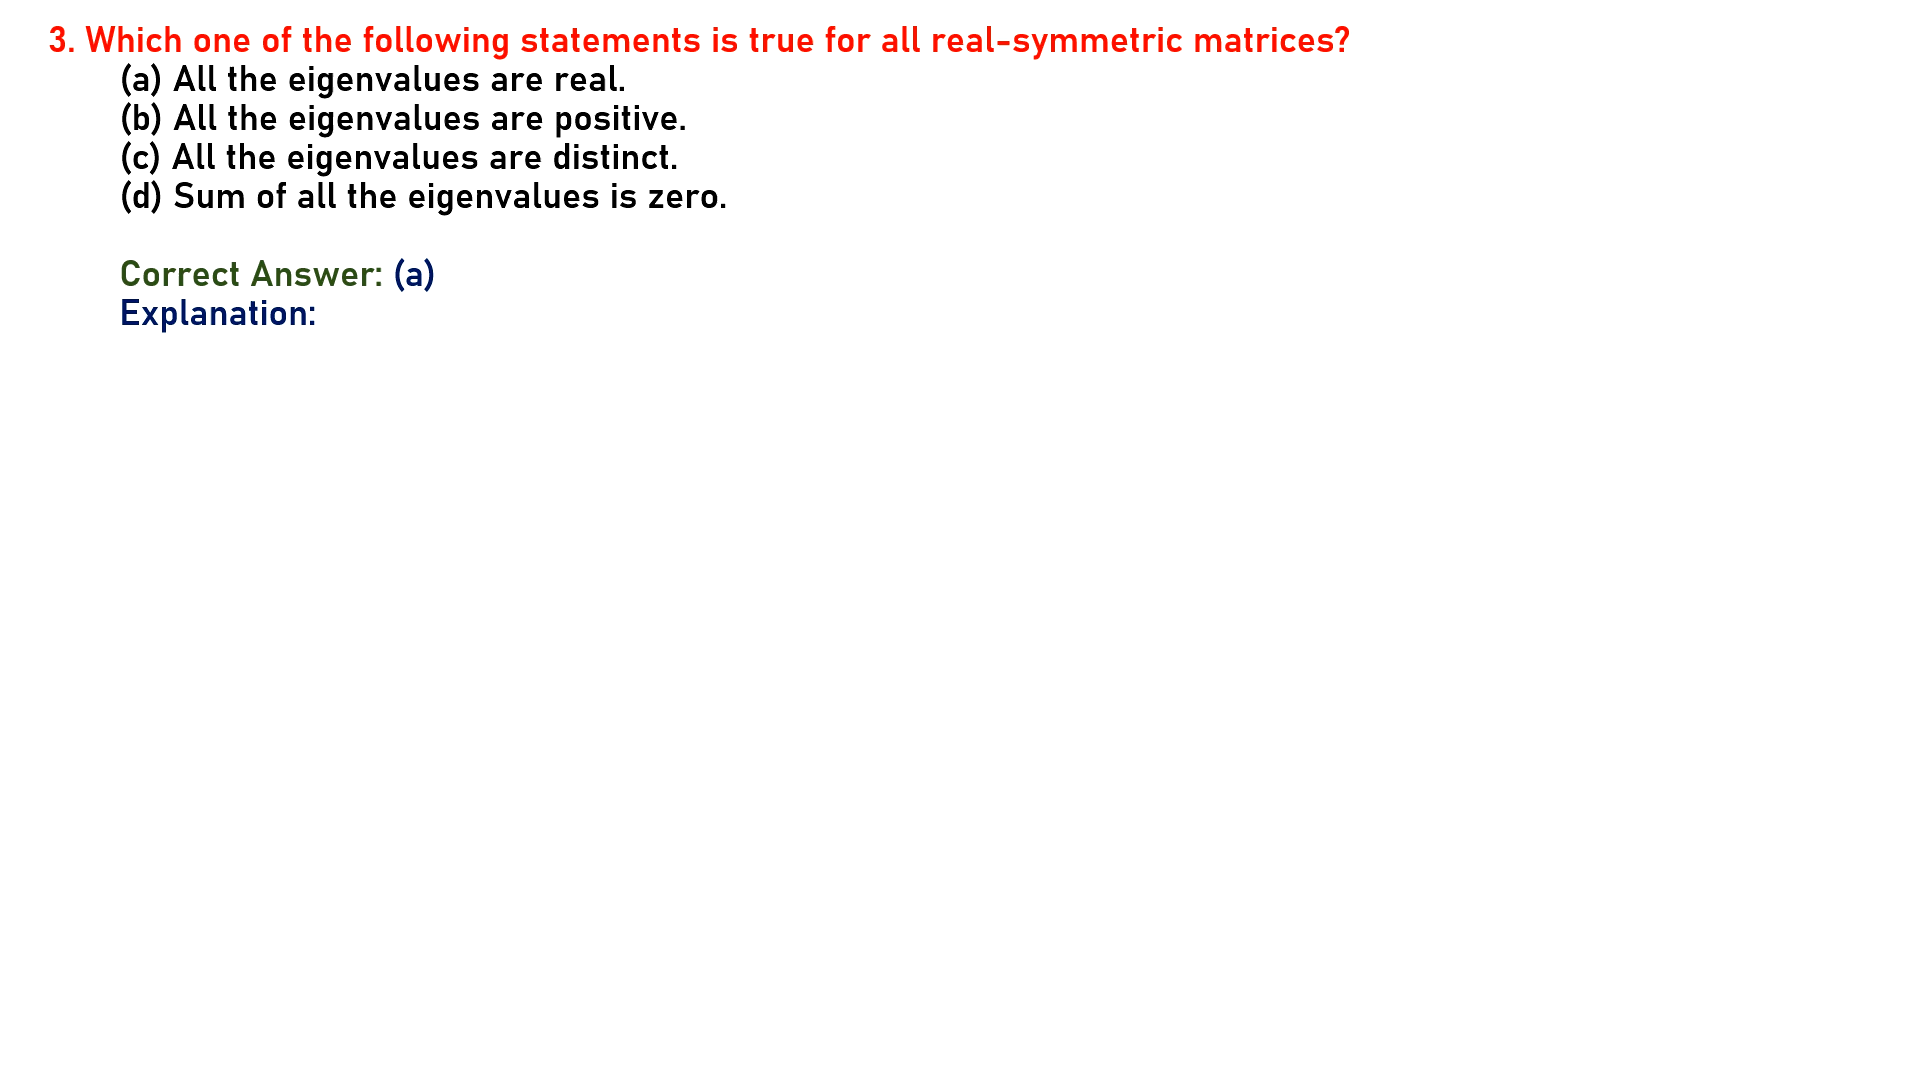 3. Which one of the following statements is true for all real-symmetric matrices?
(a) All the eigenvalues are real.
(b) All the eigenvalues are positive.
(c) All the eigenvalues are distinct.
(d) Sum of all the eigenvalues is zero.
Correct Answer: (a)
Explanation: